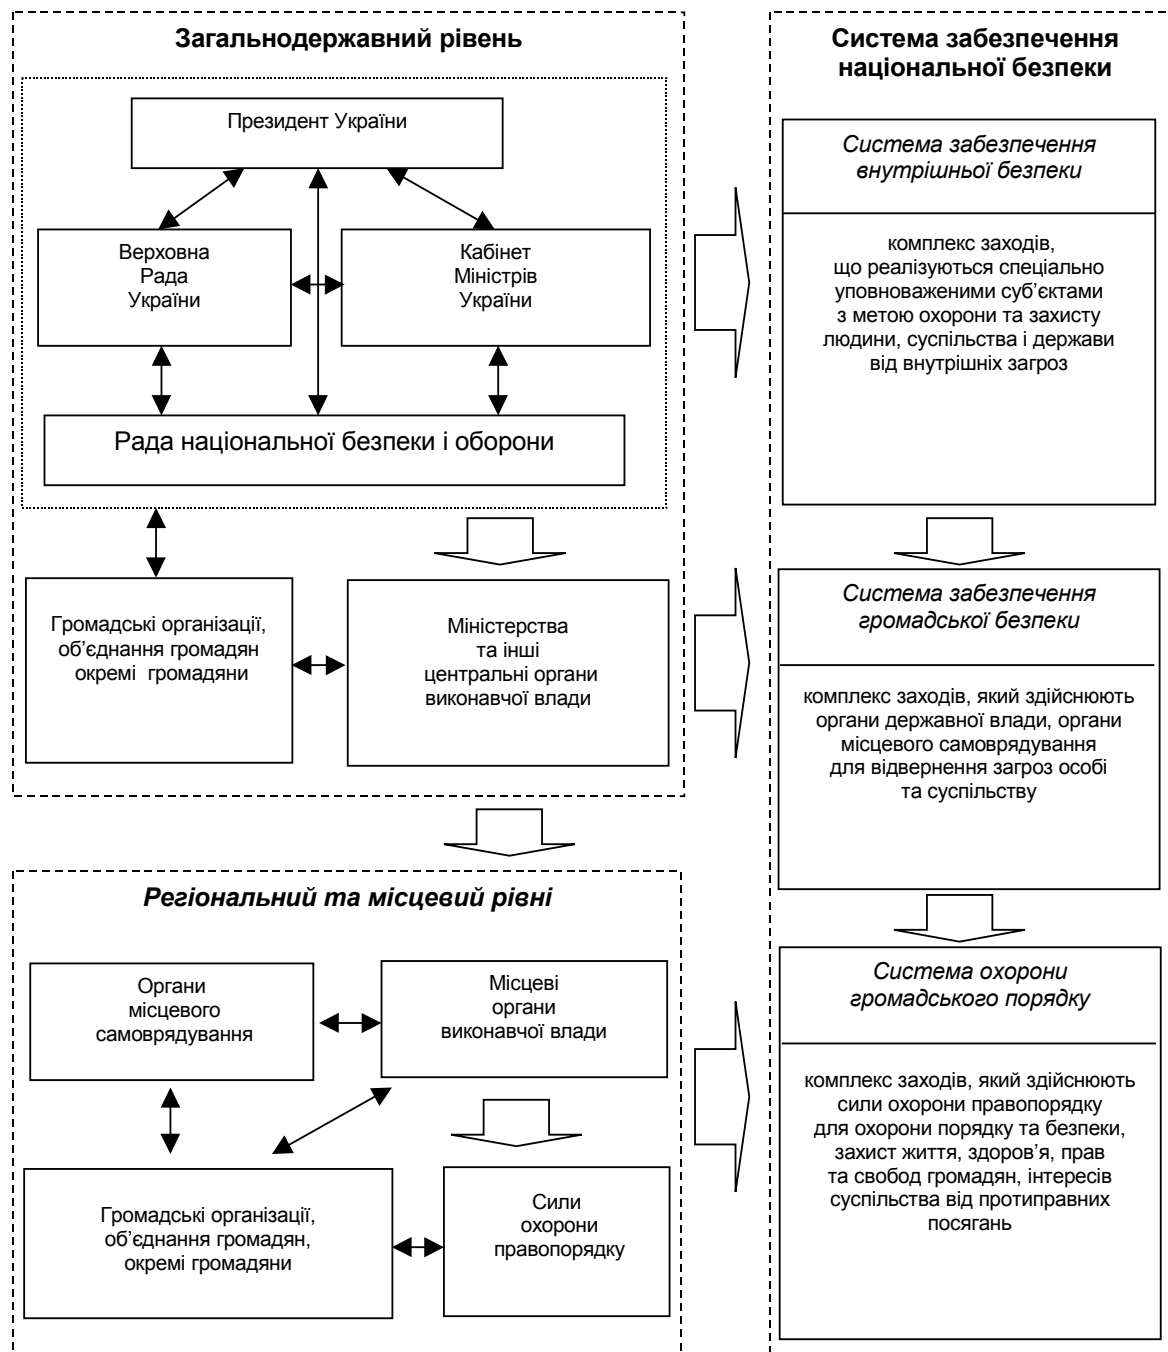 Загальнодержавний рівень
Президент України
Верховна
Рада
України
Кабінет
Міністрів
України
Рада національної безпеки і оборони
Громадські організації,
об’єднання громадян
окремі громадяни
Міністерства
та інші
центральні органи
виконавчої влади
Регіональний та місцевий рівні
Органи
місцевого
самоврядування
Місцеві
органи
виконавчої влади
Громадські організації,
об’єднання громадян,
окремі громадяни
Сили
охорони
правопорядку
Система забезпечення
національної безпеки
Система забезпечення
внутрішньої безпеки
комплекс заходів,
що реалізуються спеціально
уповноваженими суб’єктами
з метою охорони та захисту
людини, суспільства і держави
від внутрішніх загроз
Система забезпечення
громадської безпеки
комплекс заходів, який здійснюють
органи державної влади, органи
місцевого самоврядування
для відвернення загроз особі
та суспільству
Система охорони
громадського порядку
комплекс заходів, який здійснюють
сили охорони правопорядку
для охорони порядку та безпеки,
захист життя, здоров’я, прав
та свобод громадян, інтересів
суспільства від протиправних
посягань